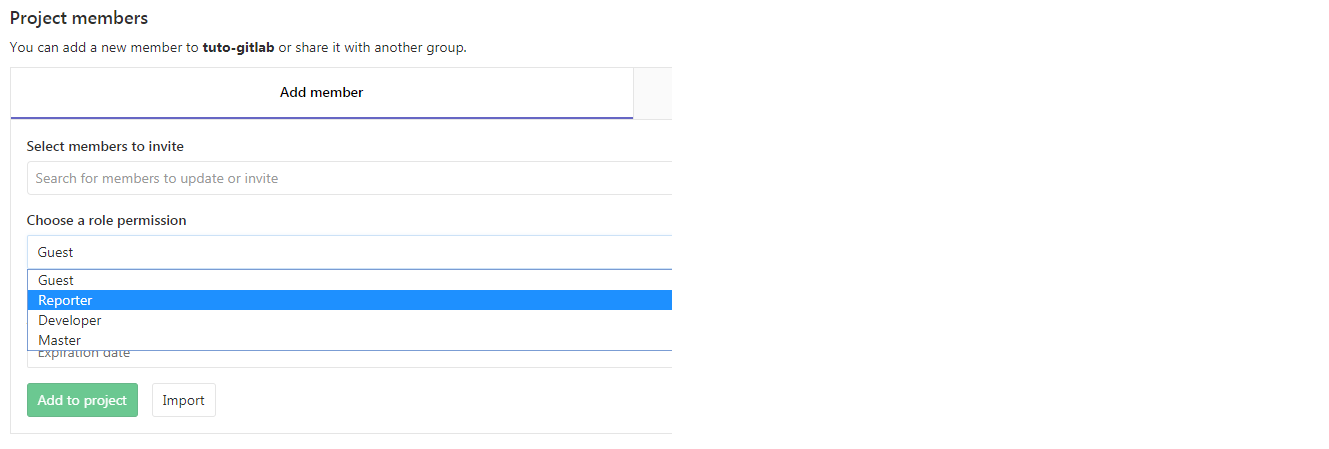 Project members
You can add a new member to tuto-gitlab or share it with another group.
Add member
Select members to invite
Search for members to update or invite
Choose a role permission
Guest
Guest
Reporter
Developer
Master
Expiration date
Add to project
Import